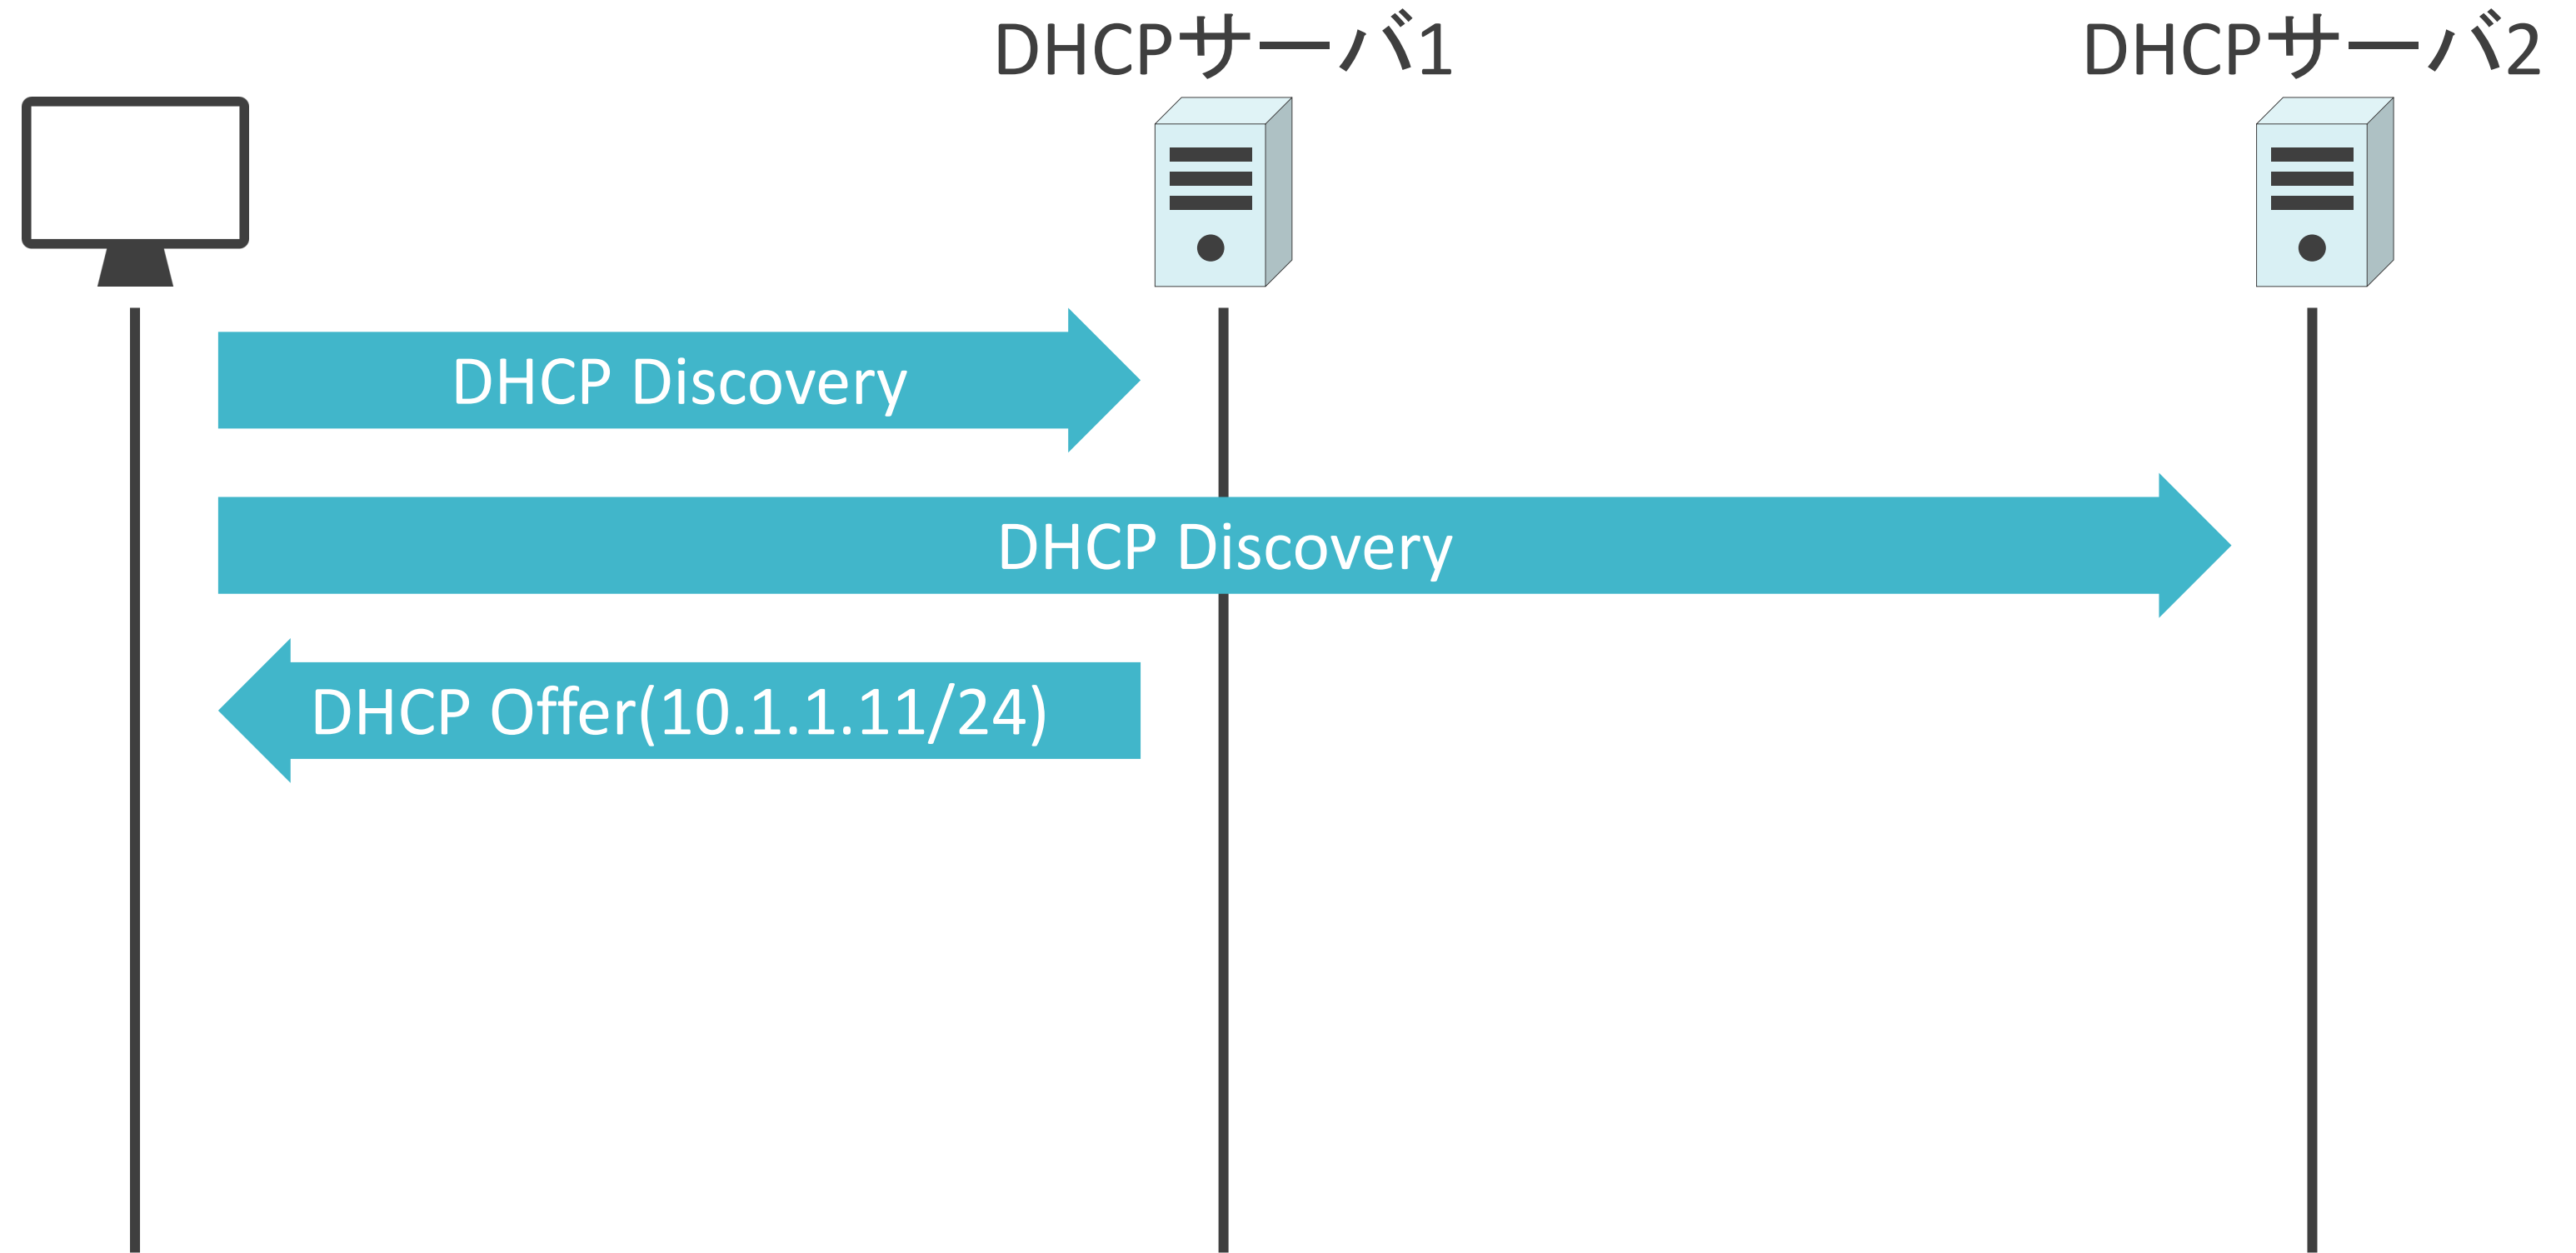 DHCPサーバ1
DHCPサーバ2
DHCP Discovery
DHCP Discovery
DHCP Offer(10.1.1.11/24)